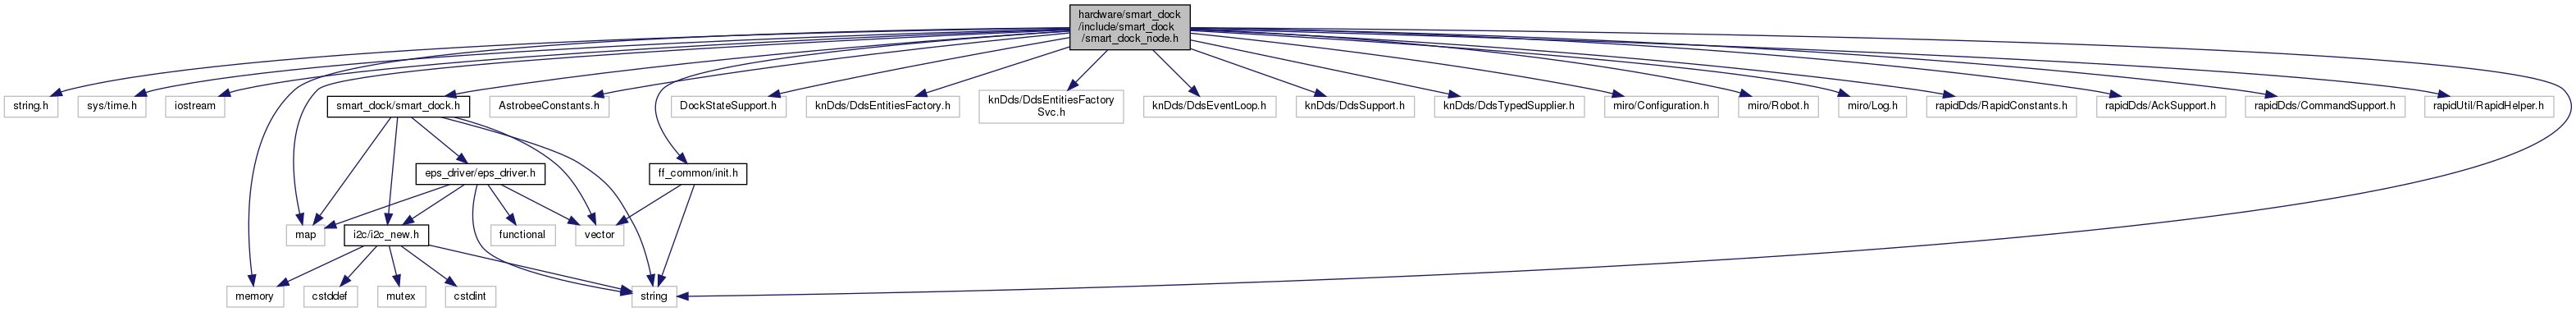 hardware/smart_dock
/include/smart_dock
/smart_dock_node.h
string.h
sys/time.h
iostream
smart_dock/smart_dock.h
AstrobeeConstants.h
DockStateSupport.h
knDds/DdsEntitiesFactory.h
knDds/DdsEntitiesFactory
Svc.h
knDds/DdsEventLoop.h
knDds/DdsSupport.h
knDds/DdsTypedSupplier.h
miro/Configuration.h
miro/Robot.h
miro/Log.h
rapidDds/RapidConstants.h
rapidDds/AckSupport.h
rapidDds/CommandSupport.h
rapidUtil/RapidHelper.h
eps_driver/eps_driver.h
ff_common/init.h
map
i2c/i2c_new.h
functional
vector
memory
cstddef
mutex
cstdint
string